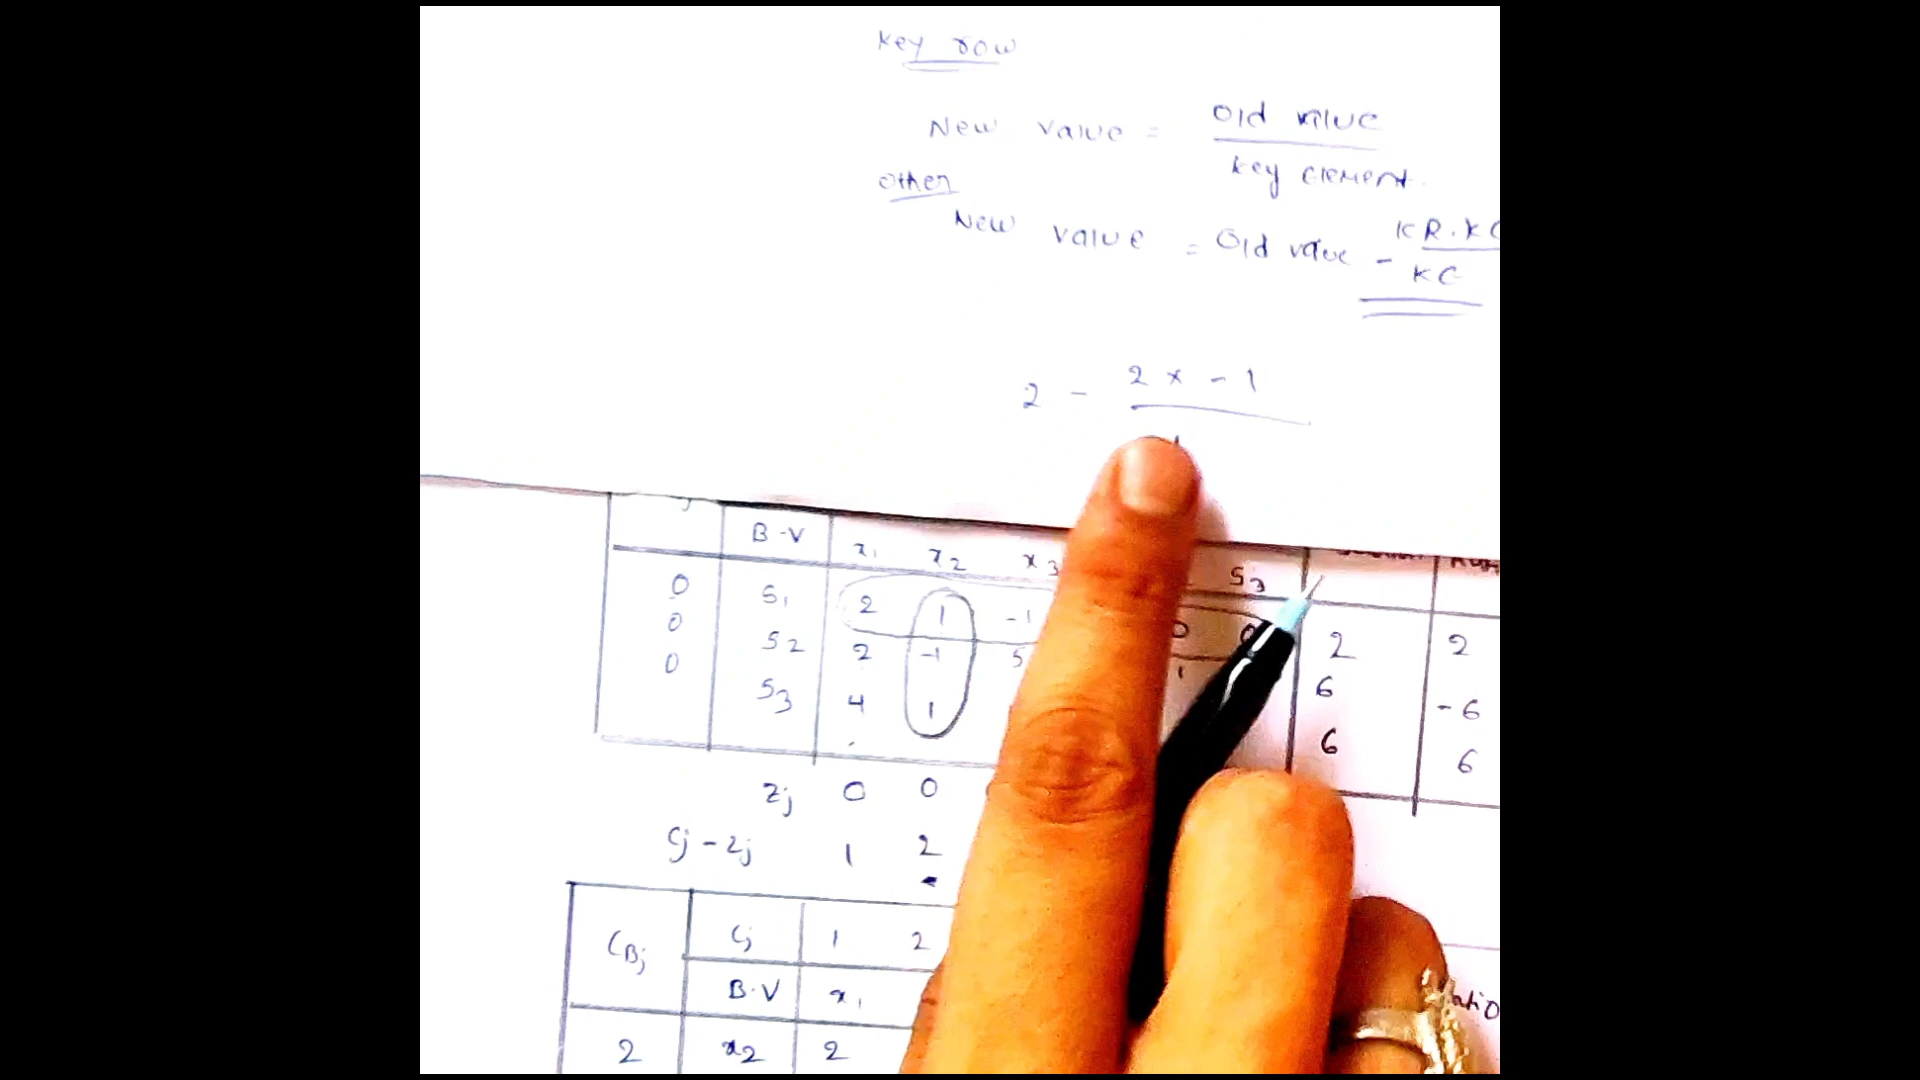 Key row
New value = Old value
Key element.
Other
New value = Old value - KR.KC
KC
2 - 2 x - 1
B-V x1 x2 x3 S3
0 S1 2 1 -1 0 0 2 2
0 S2 2 -1 5 1 6 -6
0 S3 4 1 6 6
Zj 0 0
Cj - Zj 1 2
CBj Cj 1 2
B.V x1
2 x2 2